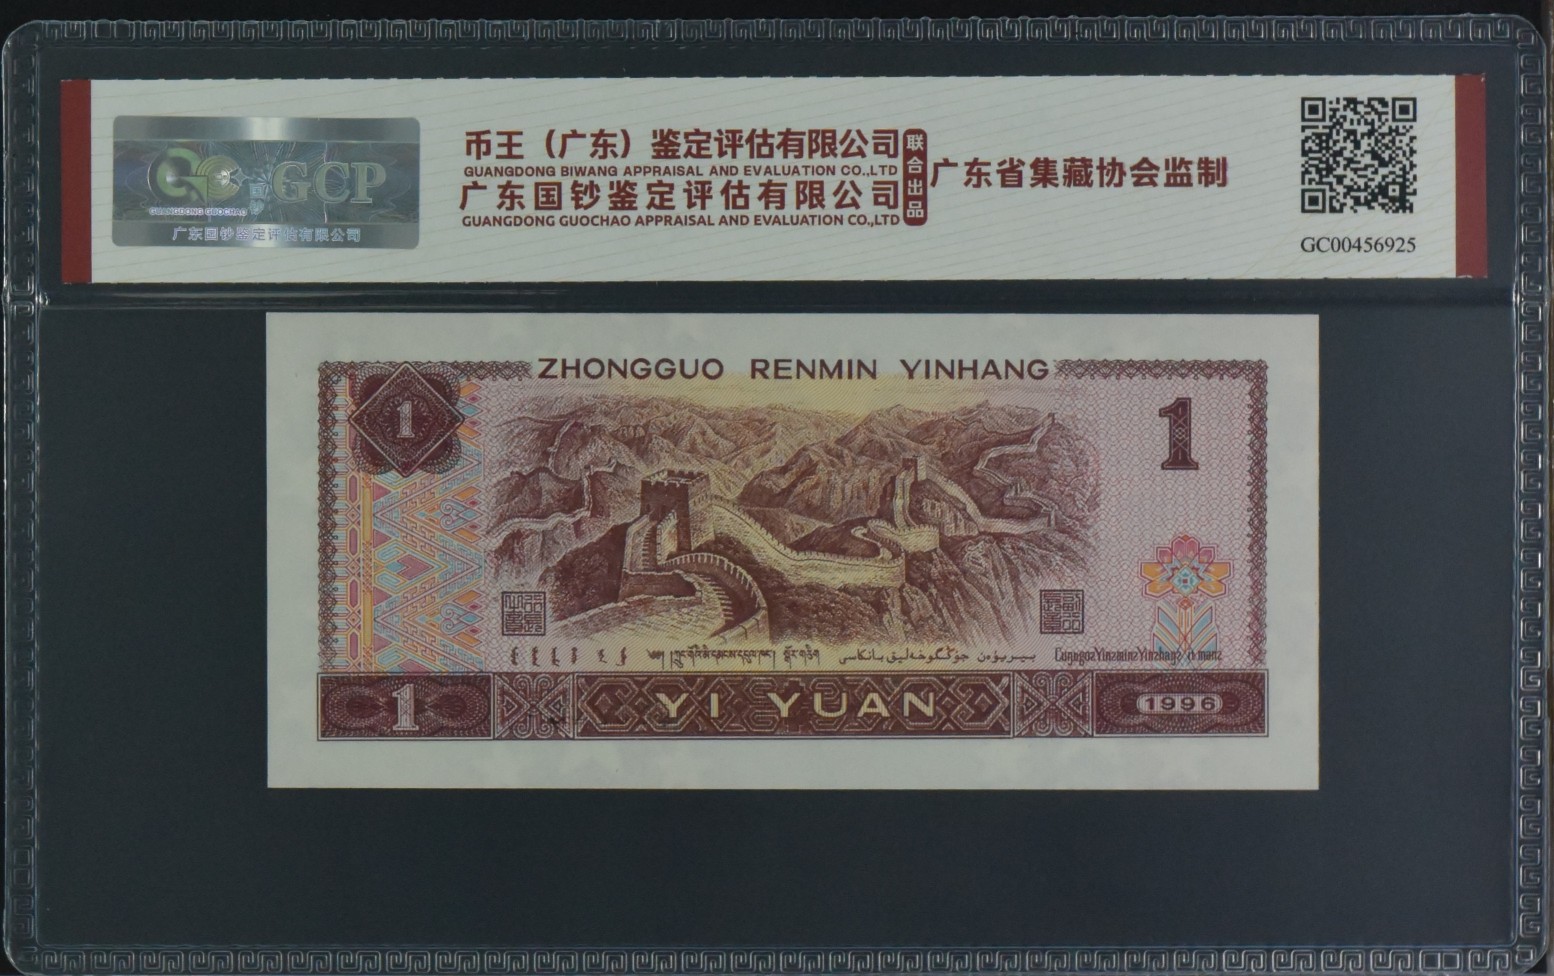 币王（广东）鉴定评估有限公司
GUANGDONG BIWANG APPRAISAL AND EVALUATION CO.,LTD
广东国钞鉴定评估有限公司
GUANGDONG GUOCHAO APPRAISAL AND EVALUATION CO.,LTD
联合出品
广东省集藏协会监制
GCP
GUANGDONG GUOCHAO
广东国钞鉴定评估有限公司
GC00456925
ZHONGGUO RENMIN YINHANG
1
1
1
YI YUAN
1996